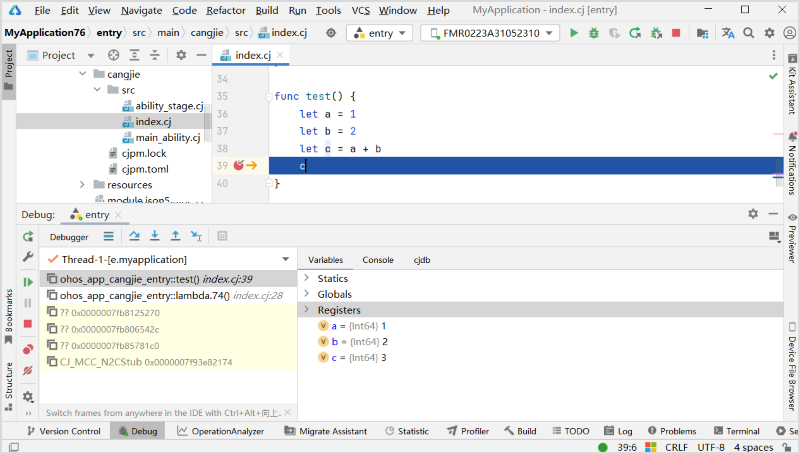 File Edit View Navigate Code Refactor Build Run Tools VCS Window Help MyApplication - index.cj [entry]
MyApplication76 entry src main cangjie src index.cj entry FMR0223A31052310
Project index.cj
Project
cangjie
src
ability_stage.cj
index.cj
main_ability.cj
cjpm.lock
cjpm.toml
resources
module.json5
34
35 func test() {
36 let a = 1
37 let b = 2
38 let c = a + b
39 c
40 }
Kit Assistant
Notifications
Previewer
Device File Browser
Bookmarks
Structure
Debug: entry
Debugger
Thread-1-[e.myapplication]
ohos_app_cangjie_entry::test() index.cj:39
ohos_app_cangjie_entry::lambda.74() index.cj:28
?? 0x0000007fb8125270
?? 0x0000007fb806542c
?? 0x0000007fb85781c0
CJ_MCC_N2CStub 0x0000007f93e82174
Switch frames from anywhere in the IDE with Ctrl+Alt+向上...
Variables Console cjdb
Statics
Globals
Registers
a = {Int64} 1
b = {Int64} 2
c = {Int64} 3
Version Control Debug OperationAnalyzer Migrate Assistant Statistic Profiler Build TODO Log Problems Terminal Se
39:6 CRLF UTF-8 4 spaces